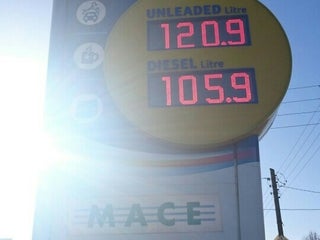 UNLEADED Litre
120.9
DIESEL Litre
105.9
MACE